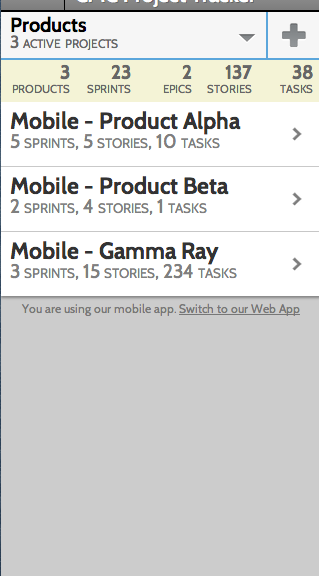 Project Tracker
Products
3 ACTIVE PROJECTS
3 23 2 137 38
PRODUCTS SPRINTS EPICS STORIES TASKS
Mobile - Product Alpha
5 SPRINTS, 5 STORIES, 10 TASKS
Mobile - Product Beta
2 SPRINTS, 4 STORIES, 1 TASKS
Mobile - Gamma Ray
3 SPRINTS, 15 STORIES, 234 TASKS
You are using our mobile app. Switch to our Web App